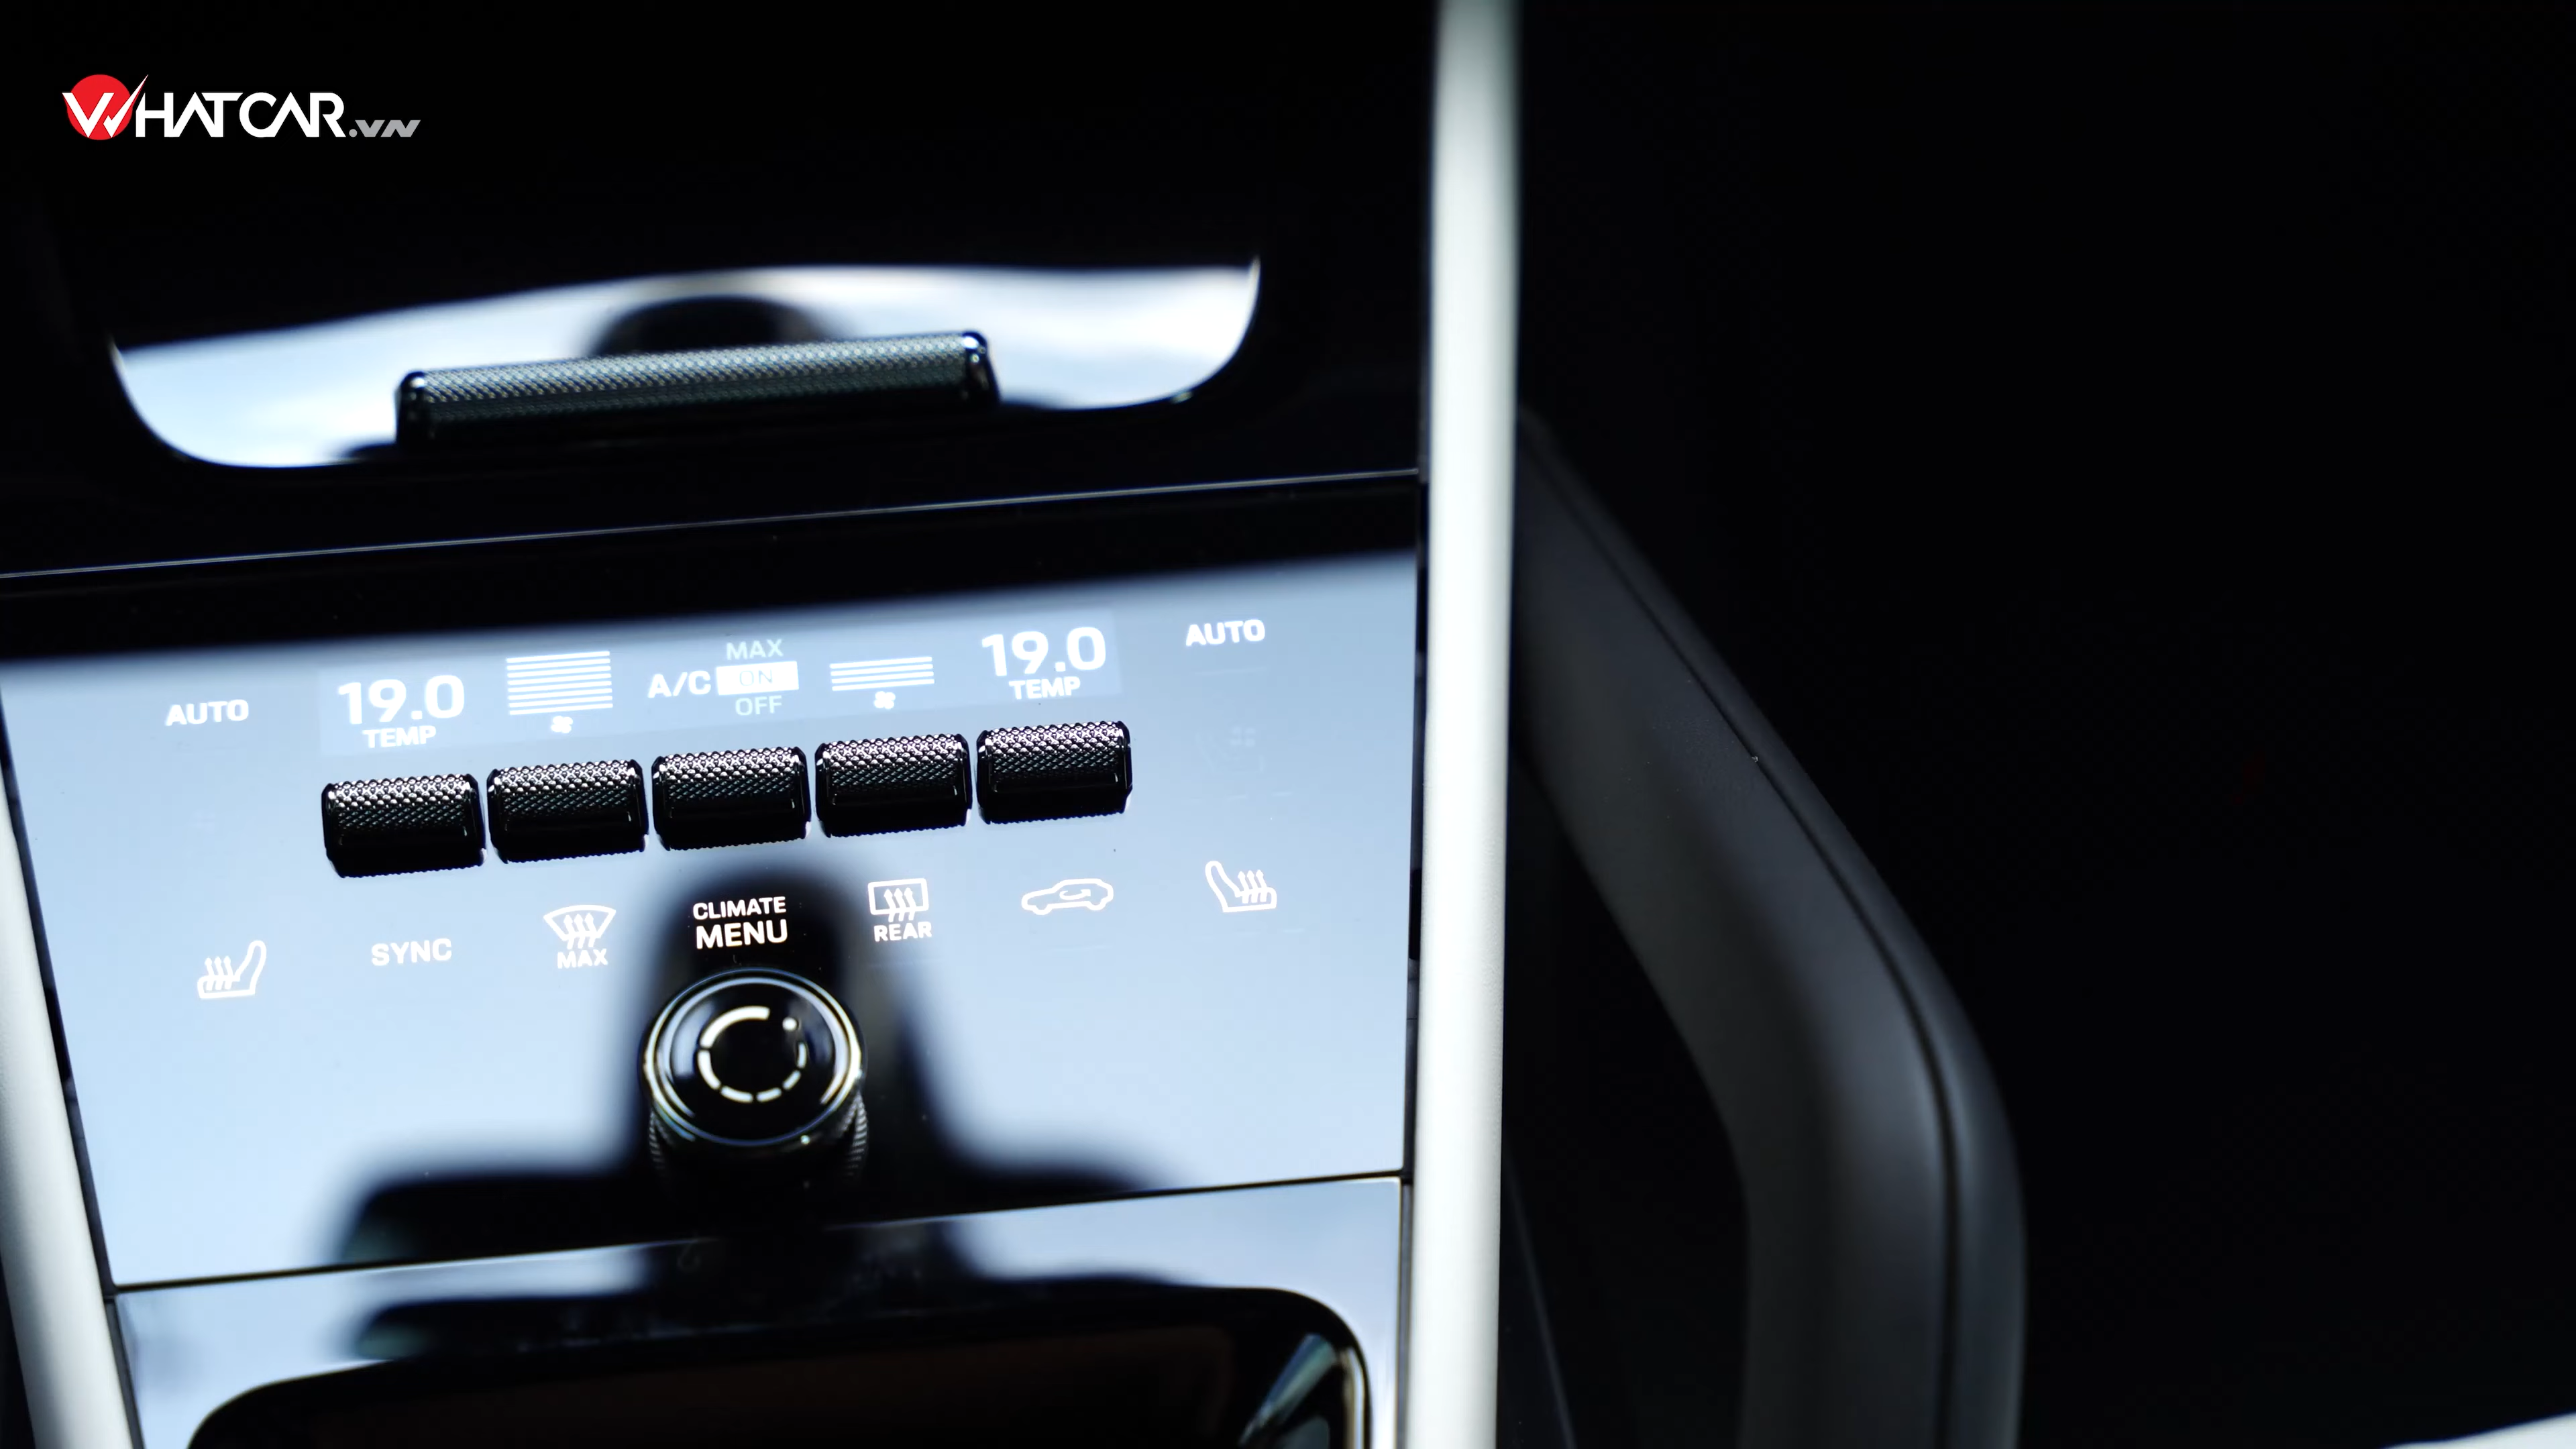 WHATCAR.VN
AUTO 19.0 TEMP A/C MAX ON OFF 19.0 TEMP AUTO
SYNC MAX CLIMATE MENU REAR